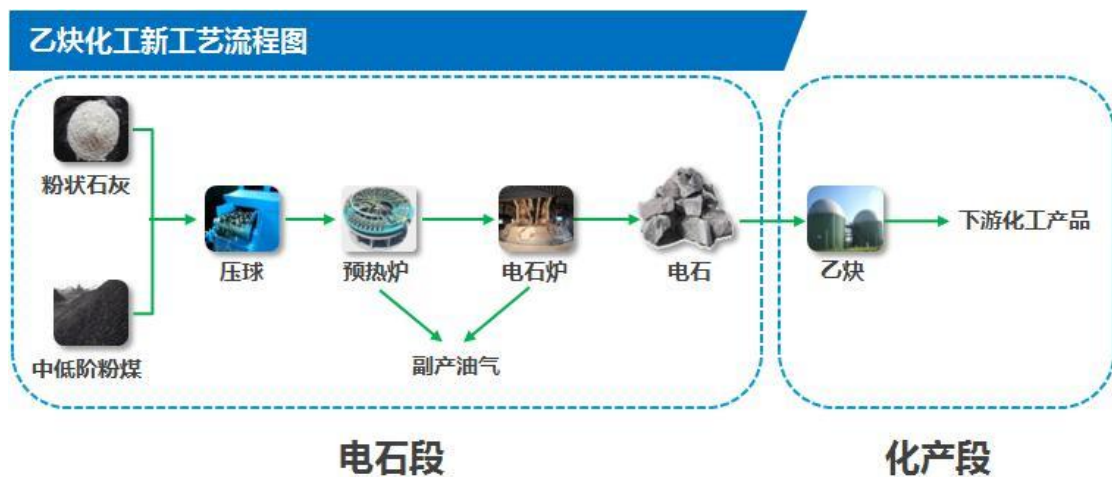 乙炔化工新工艺流程图
粉状石灰
中低阶粉煤
压球
预热炉
电石炉
电石
副产油气
乙炔
下游化工产品
电石段
化产段